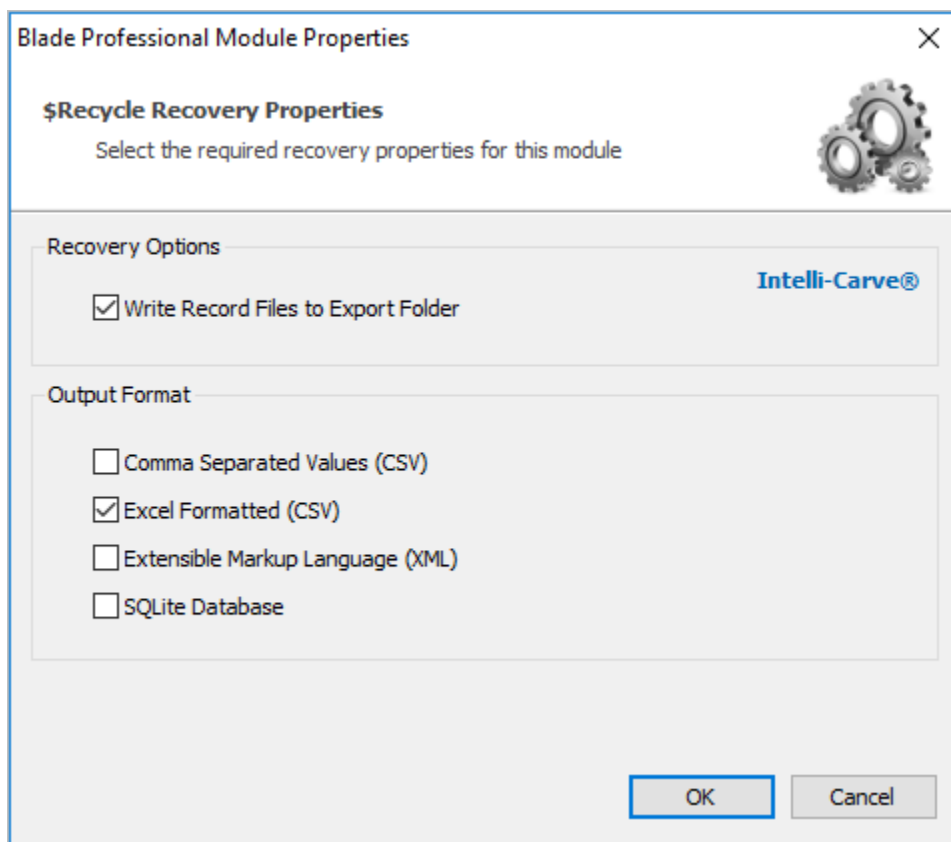 Blade Professional Module Properties
$Recycle Recovery Properties
Select the required recovery properties for this module
Recovery Options
Intelli-Carve®
Write Record Files to Export Folder
Output Format
Comma Separated Values (CSV)
Excel Formatted (CSV)
Extensible Markup Language (XML)
SQLite Database
OK
Cancel